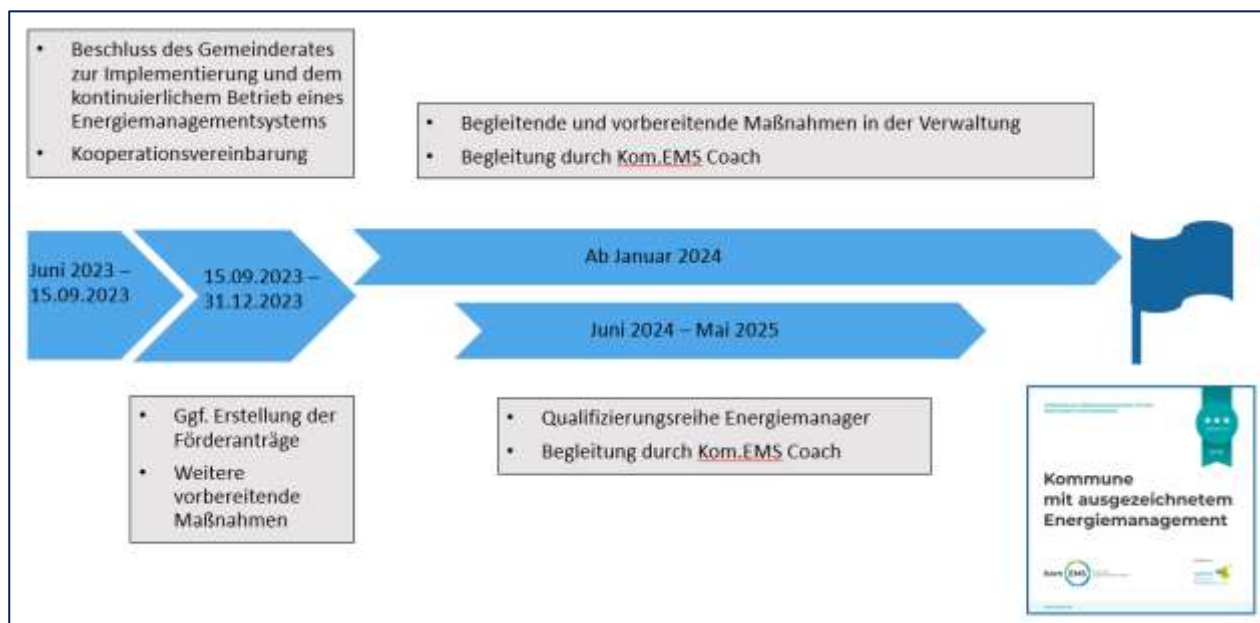 • Beschluss des Gemeinderates
zur Implementierung und dem
kontinuierlichem Betrieb eines
Energiemanagementsystems
• Kooperationsvereinbarung
• Begleitende und vorbereitende Maßnahmen in der Verwaltung
• Begleitung durch Kom.EMS Coach
Juni 2023 –
15.09.2023
15.09.2023 –
31.12.2023
Ab Januar 2024
Juni 2024 – Mai 2025
• Ggf. Erstellung der
Förderanträge
• Weitere
vorbereitende
Maßnahmen
• Qualifizierungsreihe Energiemanager
• Begleitung durch Kom.EMS Coach
Kommune
mit ausgezeichnetem
Energiemanagement
kom EMS